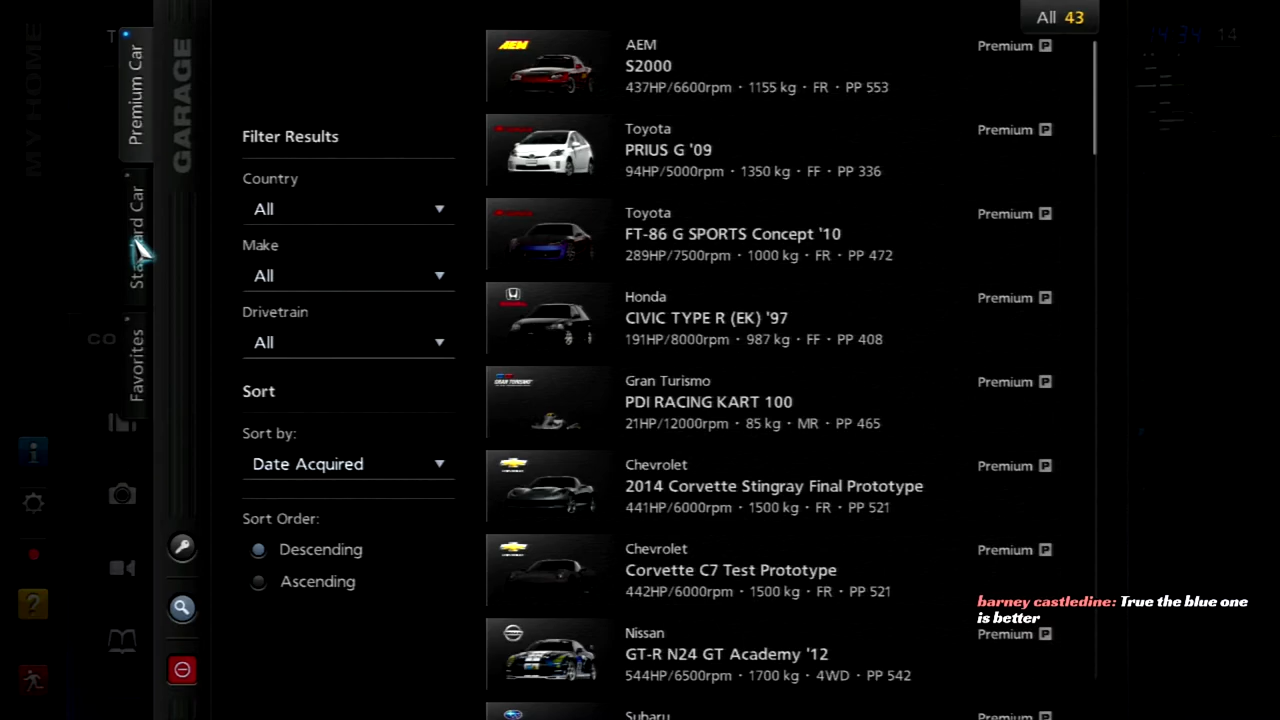 All 43
MY HOME
GARAGE
Premium Car
Favorites
Filter Results
Country
All
Make
All
Drivetrain
All
Sort
Sort by:
Date Acquired
Sort Order:
Descending
Ascending
AEM
S2000
437HP/6600rpm · 1155 kg · FR · PP 553
Premium P
Toyota
PRIUS G '09
94HP/5000rpm · 1350 kg · FF · PP 336
Premium P
Toyota
FT-86 G SPORTS Concept '10
289HP/7500rpm · 1000 kg · FR · PP 472
Premium P
Honda
CIVIC TYPE R (EK) '97
191HP/8000rpm · 987 kg · FF · PP 408
Premium P
Gran Turismo
PDI RACING KART 100
21HP/12000rpm · 85 kg · MR · PP 465
Premium P
Chevrolet
2014 Corvette Stingray Final Prototype
441HP/6000rpm · 1500 kg · FR · PP 521
Premium P
Chevrolet
Corvette C7 Test Prototype
442HP/6000rpm · 1500 kg · FR · PP 521
Premium P
Nissan
GT-R N24 GT Academy '12
544HP/6500rpm · 1700 kg · 4WD · PP 542
Premium P
Subaru
Premium P
barney castledine: True the blue one
is better